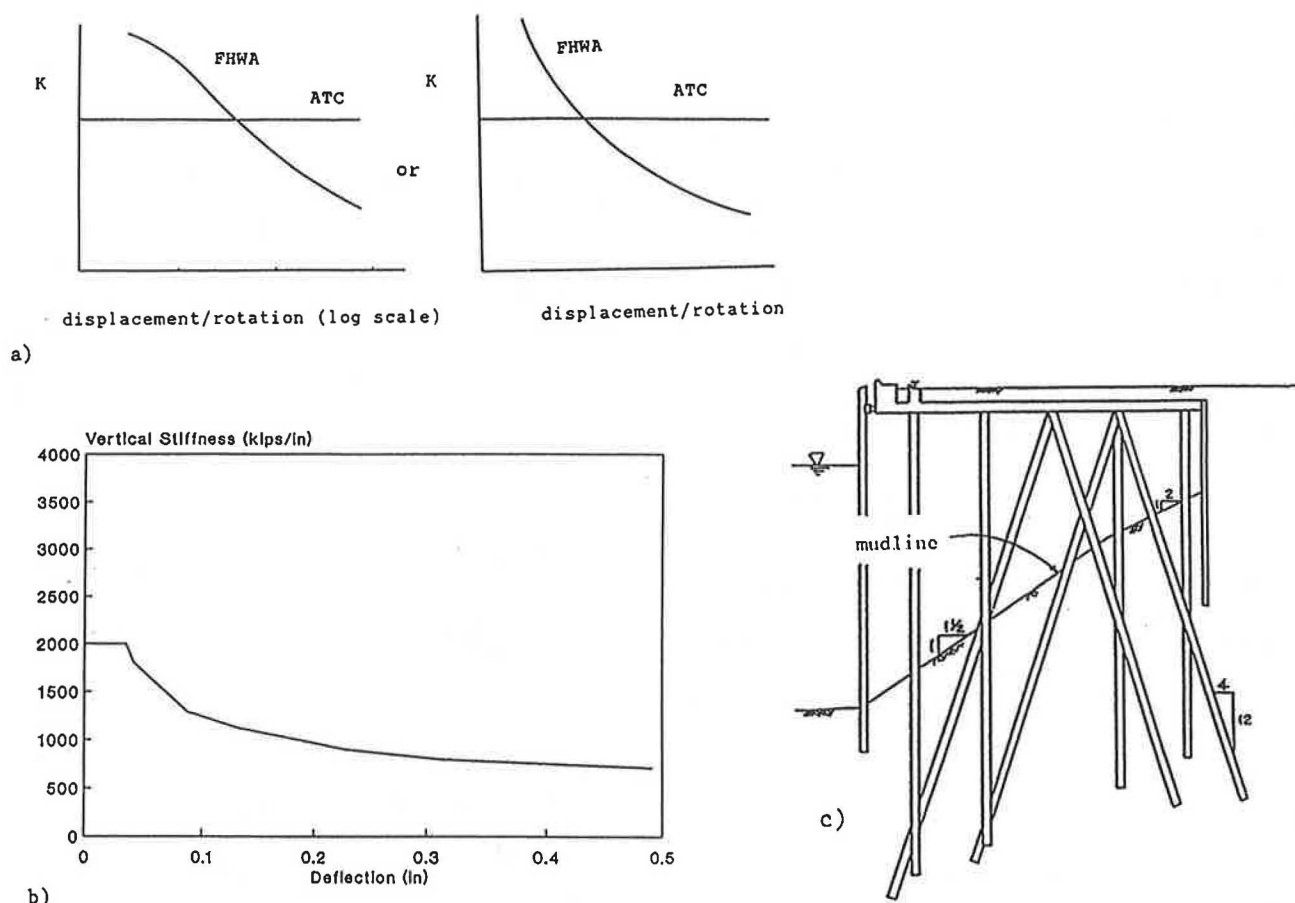 K
FHWA
ATC
or
K
FHWA
ATC
displacement/rotation (log scale)
displacement/rotation
a)
Vertical Stiffness (kips/in)
4000
3500
3000
2500
2000
1500
1000
500
0
0
0.1
0.2
0.3
0.4
0.5
Deflection (in)
b)
mudline
2
1
1½
1
4
12
c)